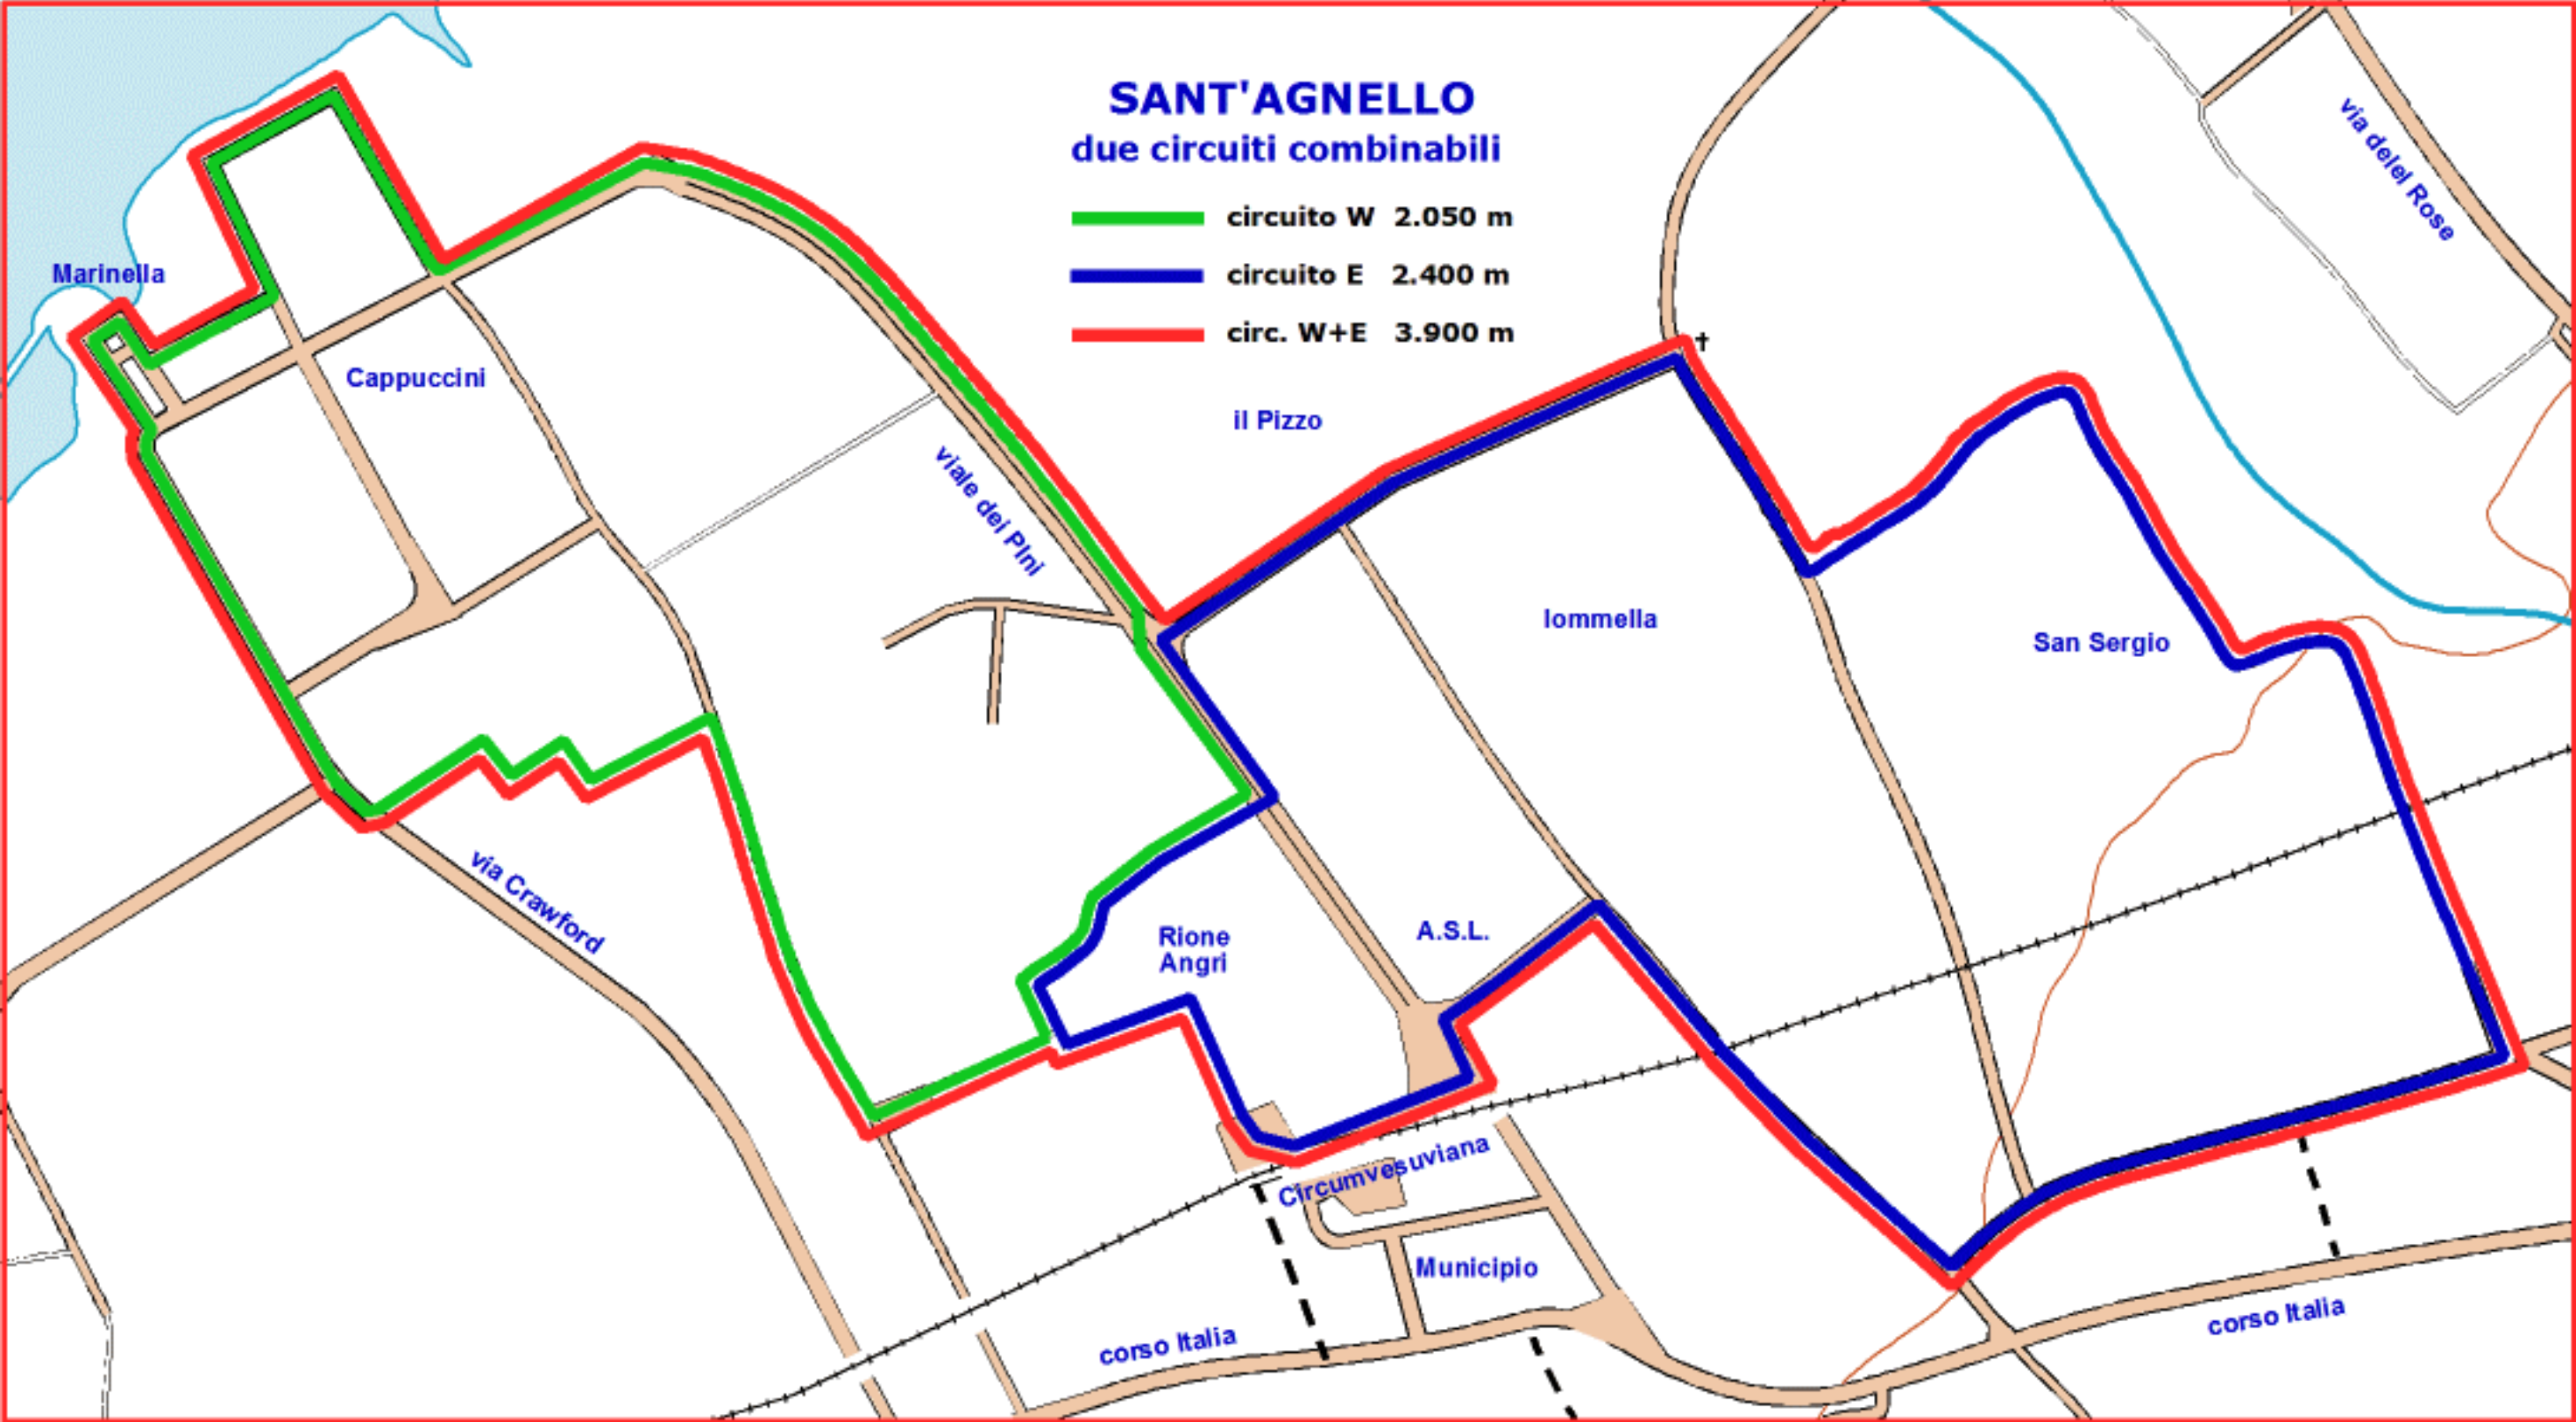 SANT'AGNELLO
due circuiti combinabili
circuito W 2.050 m
circuito E 2.400 m
circ. W+E 3.900 m
via delel Rose
Marinella
Cappuccini
il Pizzo
viale dei PIni
Iommella
San Sergio
via Crawford
Rione
Angri
A.S.L.
Circumvesuviana
Municipio
corso Italia
corso Italia